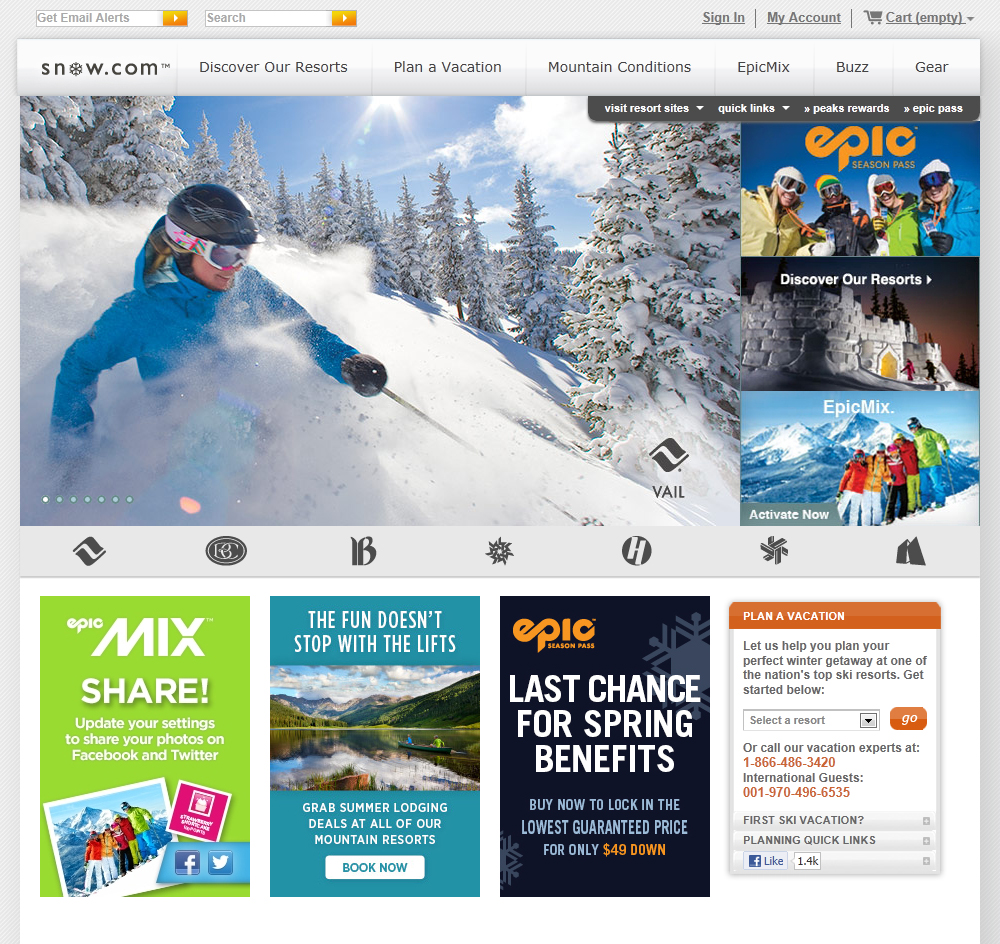 Get Email Alerts
Search
Sign In
My Account
Cart (empty)
snow.com™
Discover Our Resorts
Plan a Vacation
Mountain Conditions
EpicMix
Buzz
Gear
visit resort sites
quick links
» peaks rewards
» epic pass
epic™
SEASON PASS
Discover Our Resorts
VAIL
EpicMix.
Activate Now
epic
MIX™
SHARE!
Update your settings
to share your photos on
Facebook and Twitter
STRAWBERRY
SHORTCAKE
THE FUN DOESN'T
STOP WITH THE LIFTS
GRAB SUMMER LODGING
DEALS AT ALL OF OUR
MOUNTAIN RESORTS
BOOK NOW
epic™
SEASON PASS
LAST CHANCE
FOR SPRING
BENEFITS
BUY NOW TO LOCK IN THE
LOWEST GUARANTEED PRICE
FOR ONLY $49 DOWN
PLAN A VACATION
Let us help you plan your
perfect winter getaway at one of
the nation's top ski resorts. Get
started below:
Select a resort
go
Or call our vacation experts at:
1-866-486-3420
International Guests:
001-970-496-6535
FIRST SKI VACATION?
PLANNING QUICK LINKS
Like
1.4k